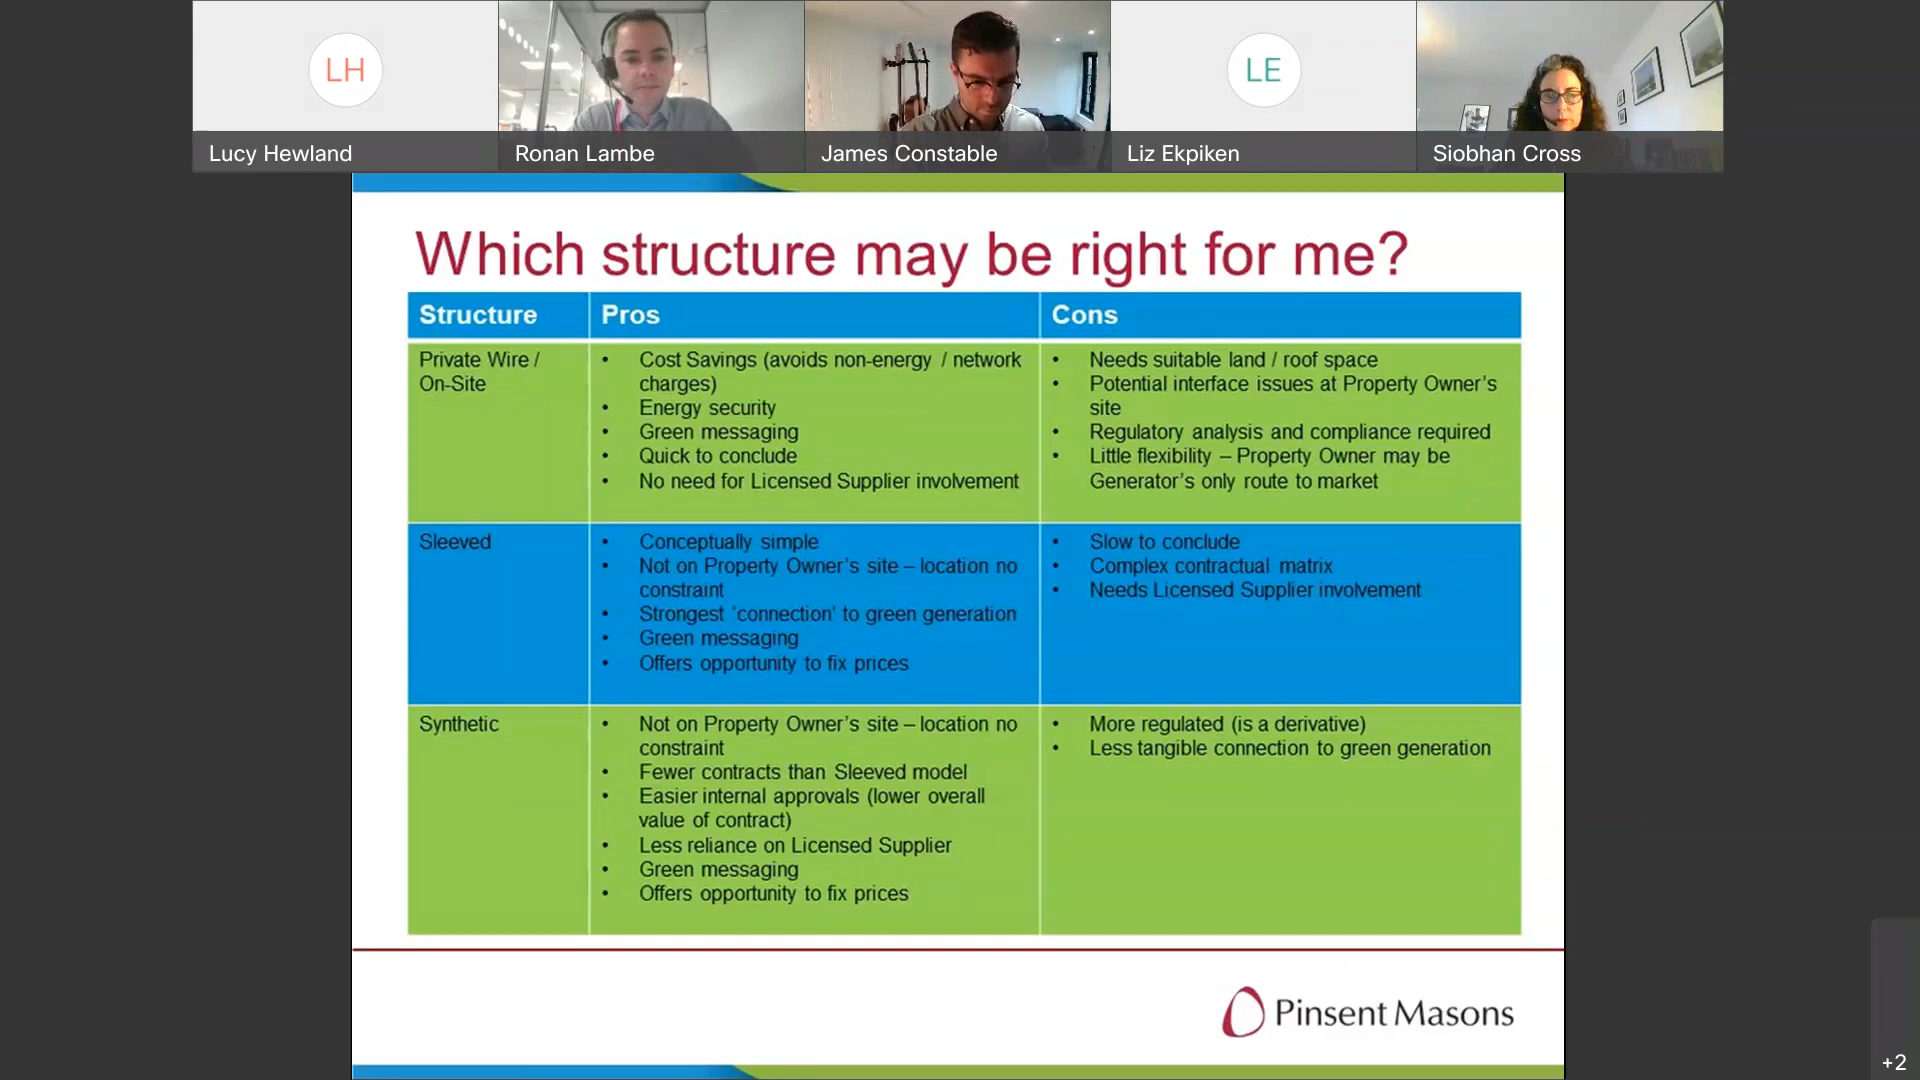 LH
LE
Lucy Hewland
Ronan Lambe
James Constable
Liz Ekpiken
Siobhan Cross
Which structure may be right for me?
Structure
Pros
Cons
Private Wire /
On-Site
• Cost Savings (avoids non-energy / network
charges)
• Energy security
• Green messaging
• Quick to conclude
• No need for Licensed Supplier involvement
• Needs suitable land / roof space
• Potential interface issues at Property Owner's
site
• Regulatory analysis and compliance required
• Little flexibility – Property Owner may be
Generator's only route to market
Sleeved
• Conceptually simple
• Not on Property Owner's site – location no
constraint
• Strongest 'connection' to green generation
• Green messaging
• Offers opportunity to fix prices
• Slow to conclude
• Complex contractual matrix
• Needs Licensed Supplier involvement
Synthetic
• Not on Property Owner's site – location no
constraint
• Fewer contracts than Sleeved model
• Easier internal approvals (lower overall
value of contract)
• Less reliance on Licensed Supplier
• Green messaging
• Offers opportunity to fix prices
• More regulated (is a derivative)
• Less tangible connection to green generation
Pinsent Masons
+2